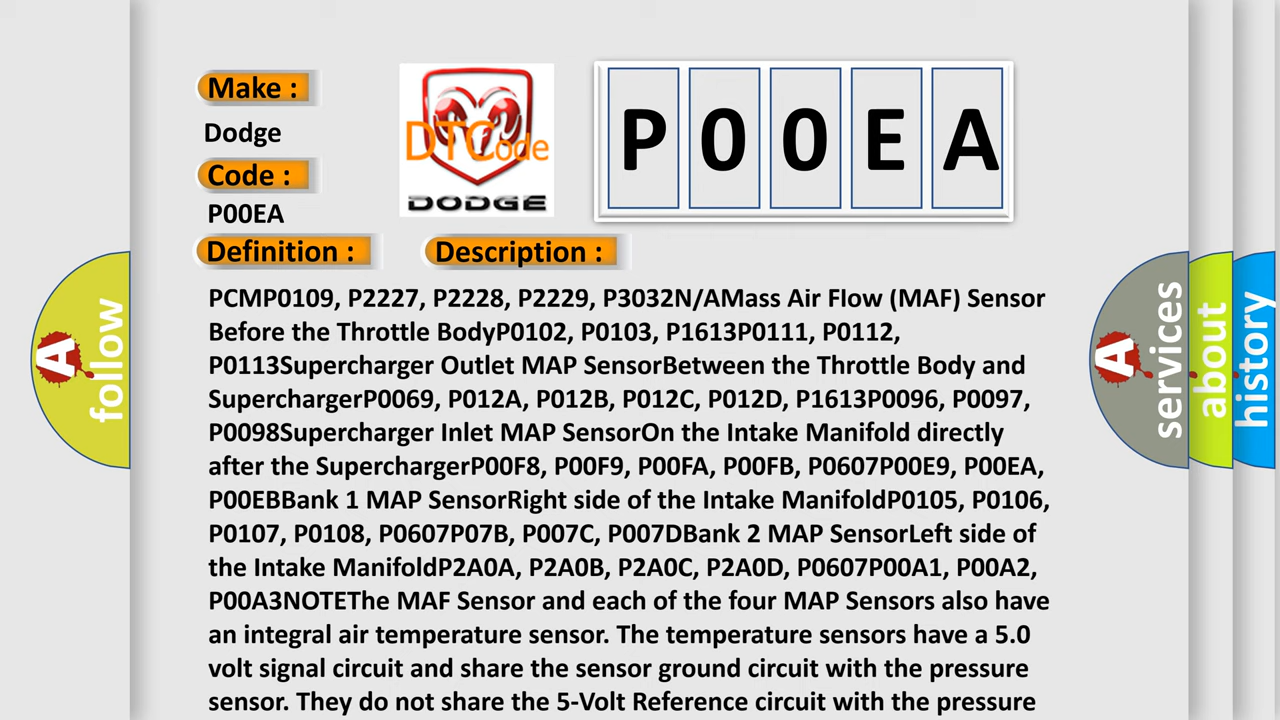 Make :
Dodge
Code :
P00EA
DTCode
DODGE
P00EA
Definition :
Description :
PCMP0109, P2227, P2228, P2229, P3032N/AMass Air Flow (MAF) Sensor
Before the Throttle BodyP0102, P0103, P1613P0111, P0112,
P0113Supercharger Outlet MAP SensorBetween the Throttle Body and
SuperchargerP0069, P012A, P012B, P012C, P012D, P1613P0096, P0097,
P0098Supercharger Inlet MAP SensorOn the Intake Manifold directly
after the SuperchargerP00F8, P00F9, P00FA, P00FB, P0607P00E9, P00EA,
P00EBBank 1 MAP SensorRight side of the Intake ManifoldP0105, P0106,
P0107, P0108, P0607P07B, P007C, P007DBank 2 MAP SensorLeft side of
the Intake ManifoldP2A0A, P2A0B, P2A0C, P2A0D, P0607P00A1, P00A2,
P00A3NOTEThe MAF Sensor and each of the four MAP Sensors also have
an integral air temperature sensor. The temperature sensors have a 5.0
volt signal circuit and share the sensor ground circuit with the pressure
sensor. They do not share the 5-Volt Reference circuit with the pressure
A follow
A services
about
history